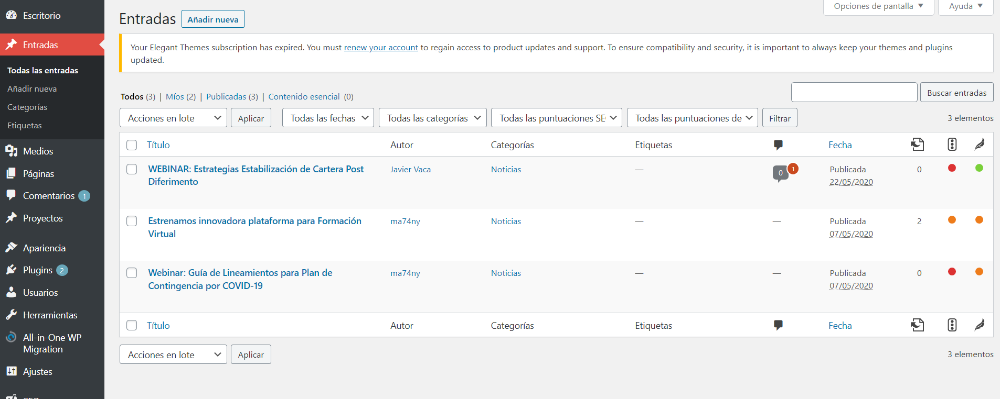 Escritorio
Entradas
Todas las entradas
Añadir nueva
Categorías
Etiquetas
Medios
Páginas
Comentarios 1
Proyectos
Apariencia
Plugins 2
Usuarios
Herramientas
All-in-One WP
Migration
Ajustes
Opciones de pantalla
Ayuda
Entradas Añadir nueva
Your Elegant Themes subscription has expired. You must renew your account to regain access to product updates and support. To ensure compatibility and security, it is important to always keep your themes and plugins
updated.
Todos (3) | Míos (2) | Publicadas (3) | Contenido esencial (0)
Buscar entradas
Acciones en lote Aplicar Todas las fechas Todas las categorías Todas las puntuaciones SE Todas las puntuaciones de Filtrar 3 elementos
Título Autor Categorías Etiquetas Fecha
WEBINAR: Estrategias Estabilización de Cartera Post
Diferimento
Javier Vaca Noticias — 0 1 Publicada
22/05/2020
0
Estrenamos innovadora plataforma para Formación
Virtual
ma74ny Noticias — — Publicada
07/05/2020
2
Webinar: Guía de Lineamientos para Plan de
Contingencia por COVID-19
ma74ny Noticias — — Publicada
07/05/2020
0
Título Autor Categorías Etiquetas Fecha
Acciones en lote Aplicar 3 elementos